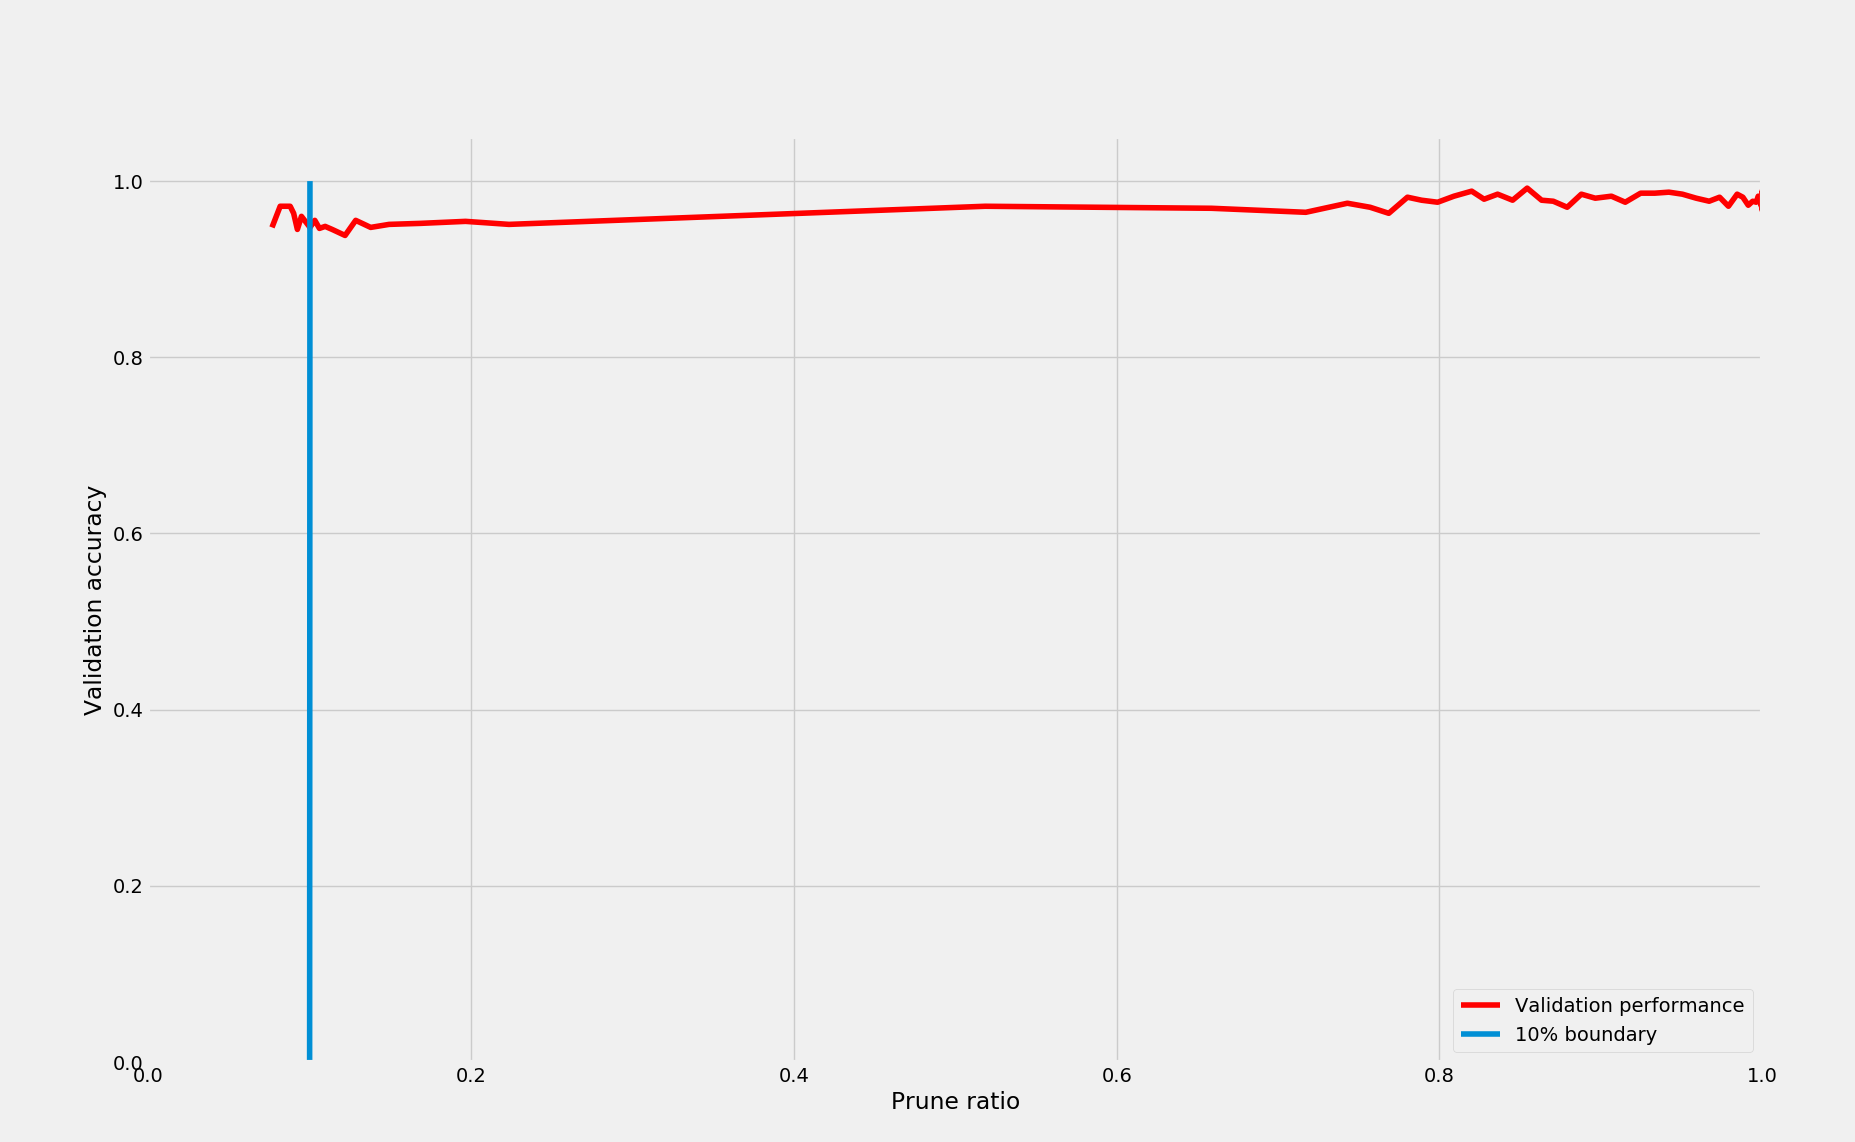 1.0
0.8
0.6
0.4
0.2
0.0
Validation accuracy
0.0 0.2 0.4 0.6 0.8 1.0
Prune ratio
Validation performance
10% boundary